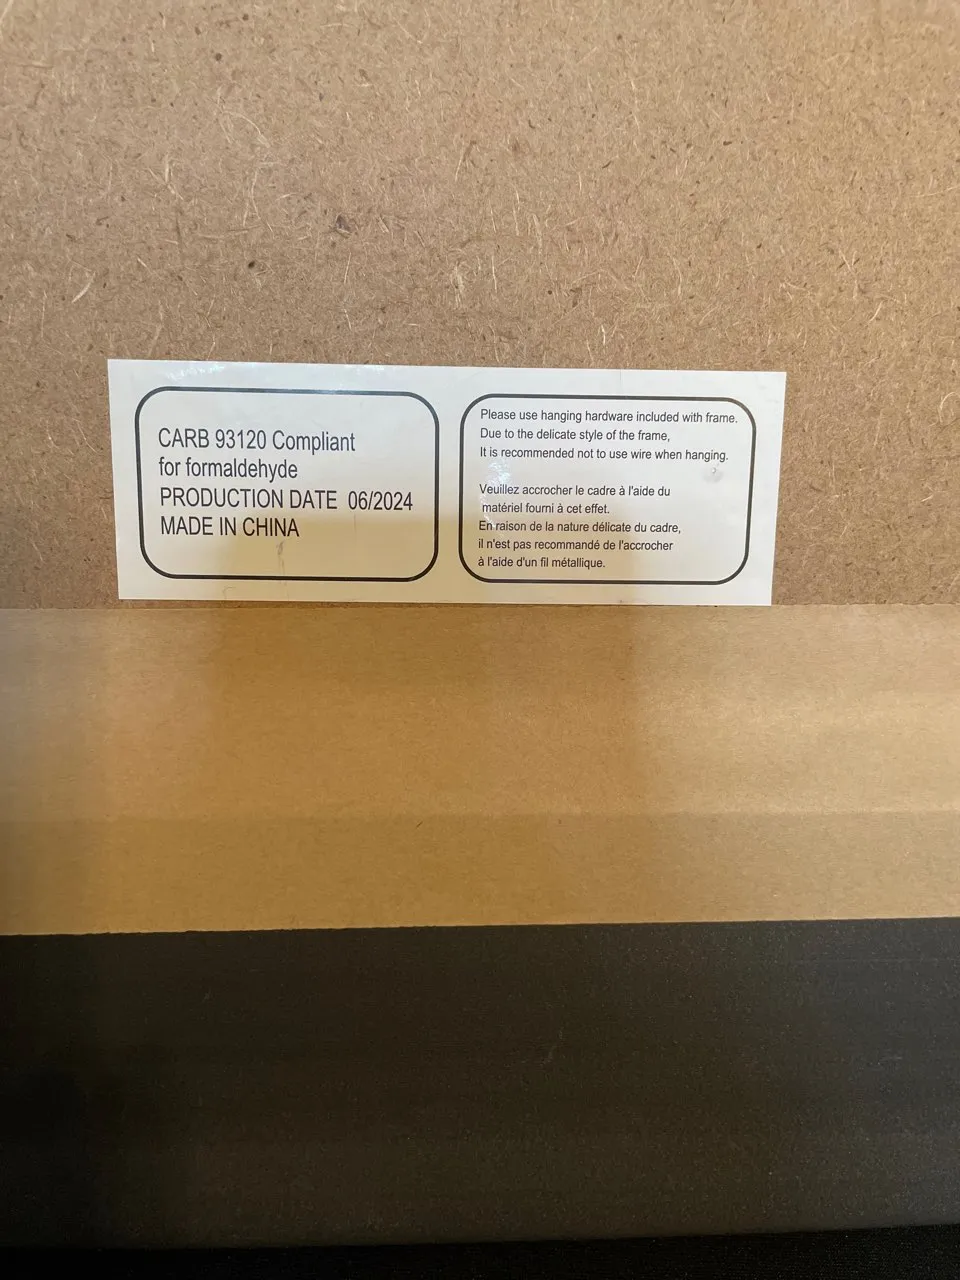 CARB 93120 Compliant
for formaldehyde
PRODUCTION DATE 06/2024
MADE IN CHINA
Please use hanging hardware included with frame.
Due to the delicate style of the frame,
It is recommended not to use wire when hanging.
Veuillez accrocher le cadre à l'aide du
matériel fourni à cet effet.
En raison de la nature délicate du cadre,
il n'est pas recommandé de l'accrocher
à l'aide d'un fil métallique.